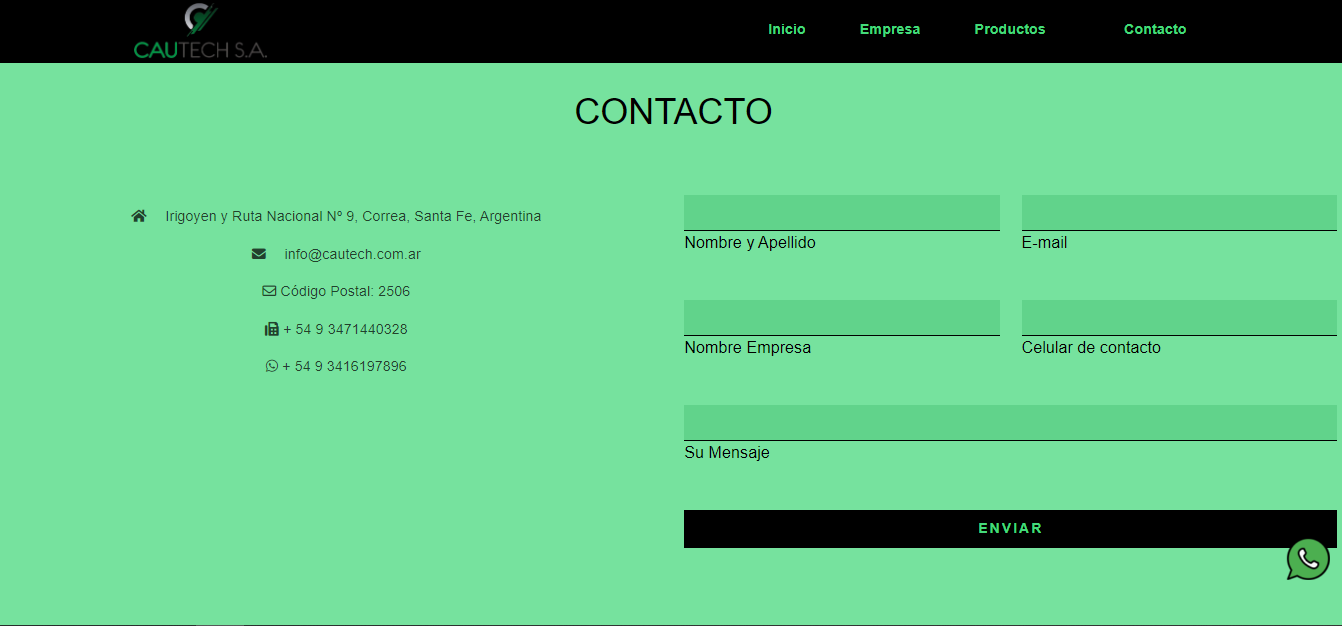 CAUTECH S.A.
Inicio Empresa Productos Contacto
CONTACTO
Irigoyen y Ruta Nacional Nº 9, Correa, Santa Fe, Argentina
info@cautech.com.ar
Código Postal: 2506
+ 54 9 3471440328
+ 54 9 3416197896
Nombre y Apellido
E-mail
Nombre Empresa
Celular de contacto
Su Mensaje
ENVIAR